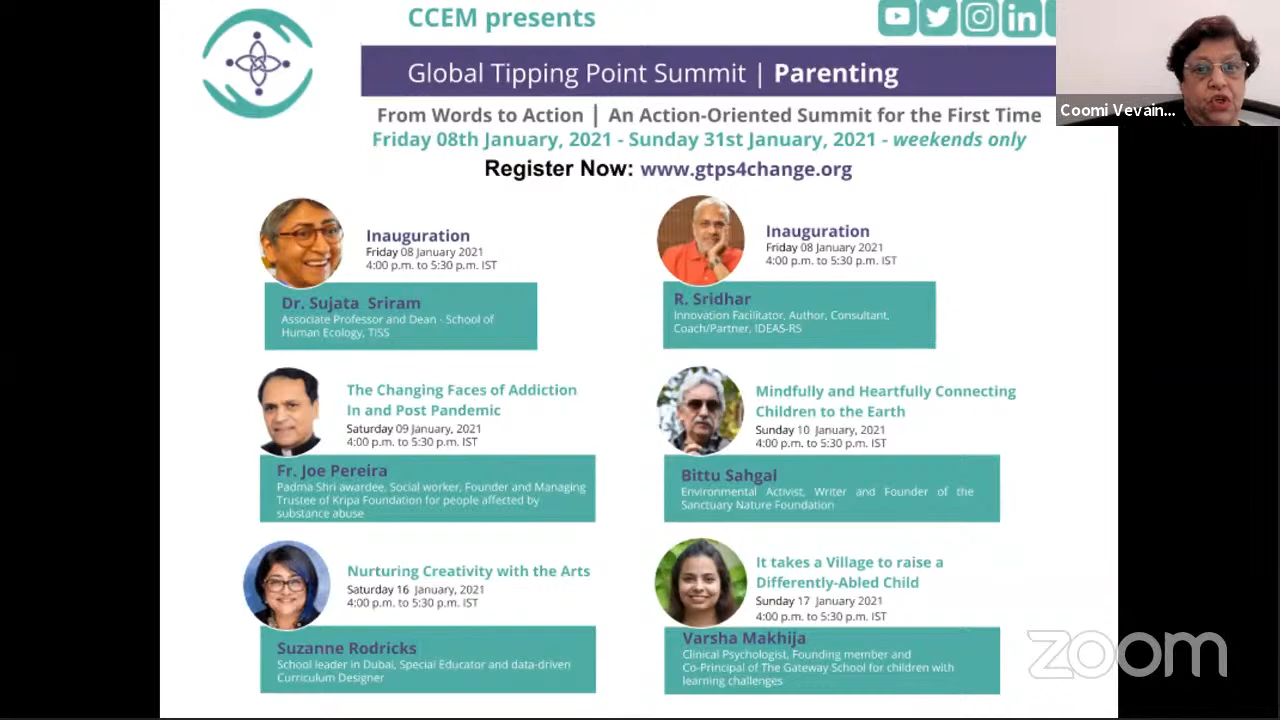 CCEM presents
Global Tipping Point Summit | Parenting
Coomi Vevain...
From Words to Action | An Action-Oriented Summit for the First Time
Friday 08th January, 2021 - Sunday 31st January, 2021 - weekends only
Register Now: www.gtps4change.org
Inauguration
Friday 08 January 2021
4:00 p.m. to 5:30 p.m. IST
Dr. Sujata Sriram
Associate Professor and Dean - School of
Human Ecology, TISS
Inauguration
Friday 08 January 2021
4:00 p.m. to 5:30 p.m. IST
R. Sridhar
Innovation Facilitator, Author, Consultant,
Coach/Partner, IDEAS-RS
The Changing Faces of Addiction
In and Post Pandemic
Saturday 09 January, 2021
4:00 p.m. to 5:30 p.m. IST
Fr. Joe Pereira
Padma Shri awardee, Social worker, Founder and Managing
Trustee of Kripa Foundation for people affected by
substance abuse
Mindfully and Heartfully Connecting
Children to the Earth
Sunday 10 January, 2021
4:00 p.m. to 5:30 p.m. IST
Bittu Sahgal
Environmental Activist, Writer and Founder of the
Sanctuary Nature Foundation
Nurturing Creativity with the Arts
Saturday 16 January, 2021
4:00 p.m. to 5:30 p.m. IST
Suzanne Rodricks
School leader in Dubai, Special Educator and data-driven
Curriculum Designer
It takes a Village to raise a
Differently-Abled Child
Sunday 17 January 2021
4:00 p.m. to 5:30 p.m. IST
Varsha Makhija
Clinical Psychologist, Founding member and
Co-Principal of The Gateway School for children with
learning challenges
zoom